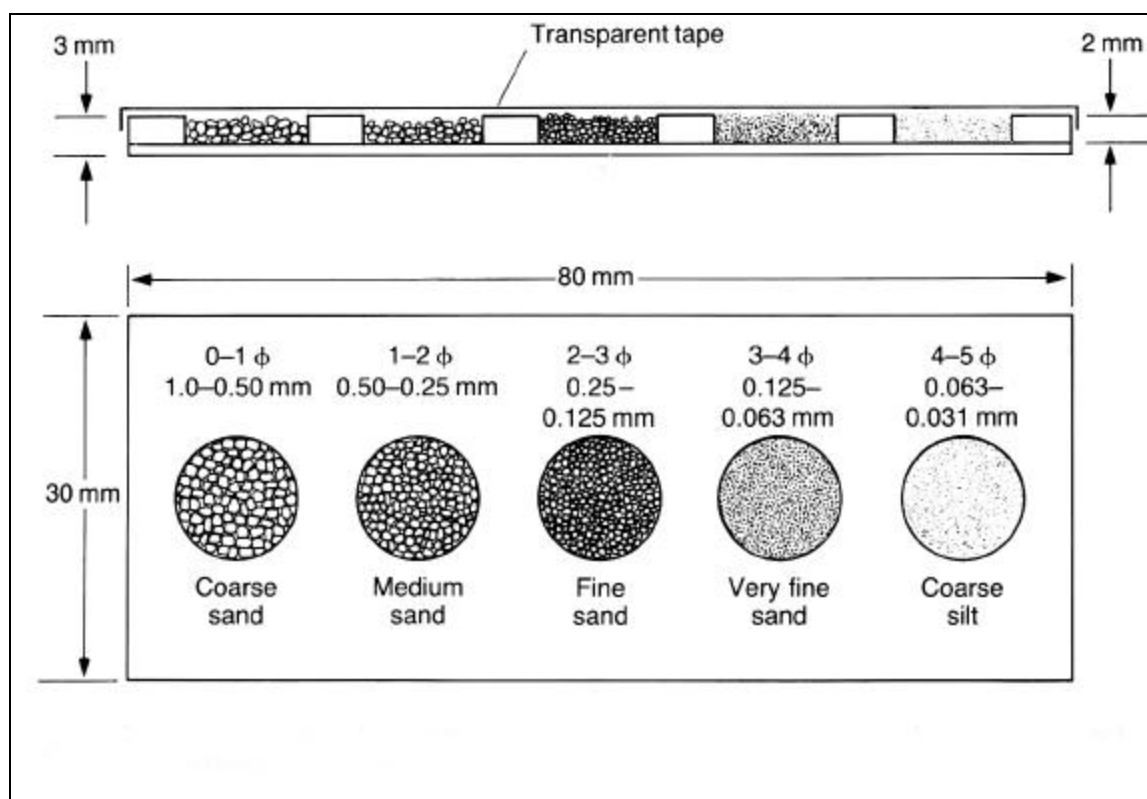 Transparent tape
3 mm
2 mm
80 mm
30 mm
0–1 ϕ
1.0–0.50 mm
1–2 ϕ
0.50–0.25 mm
2–3 ϕ
0.25–
0.125 mm
3–4 ϕ
0.125–
0.063 mm
4–5 ϕ
0.063–
0.031 mm
Coarse
sand
Medium
sand
Fine
sand
Very fine
sand
Coarse
silt